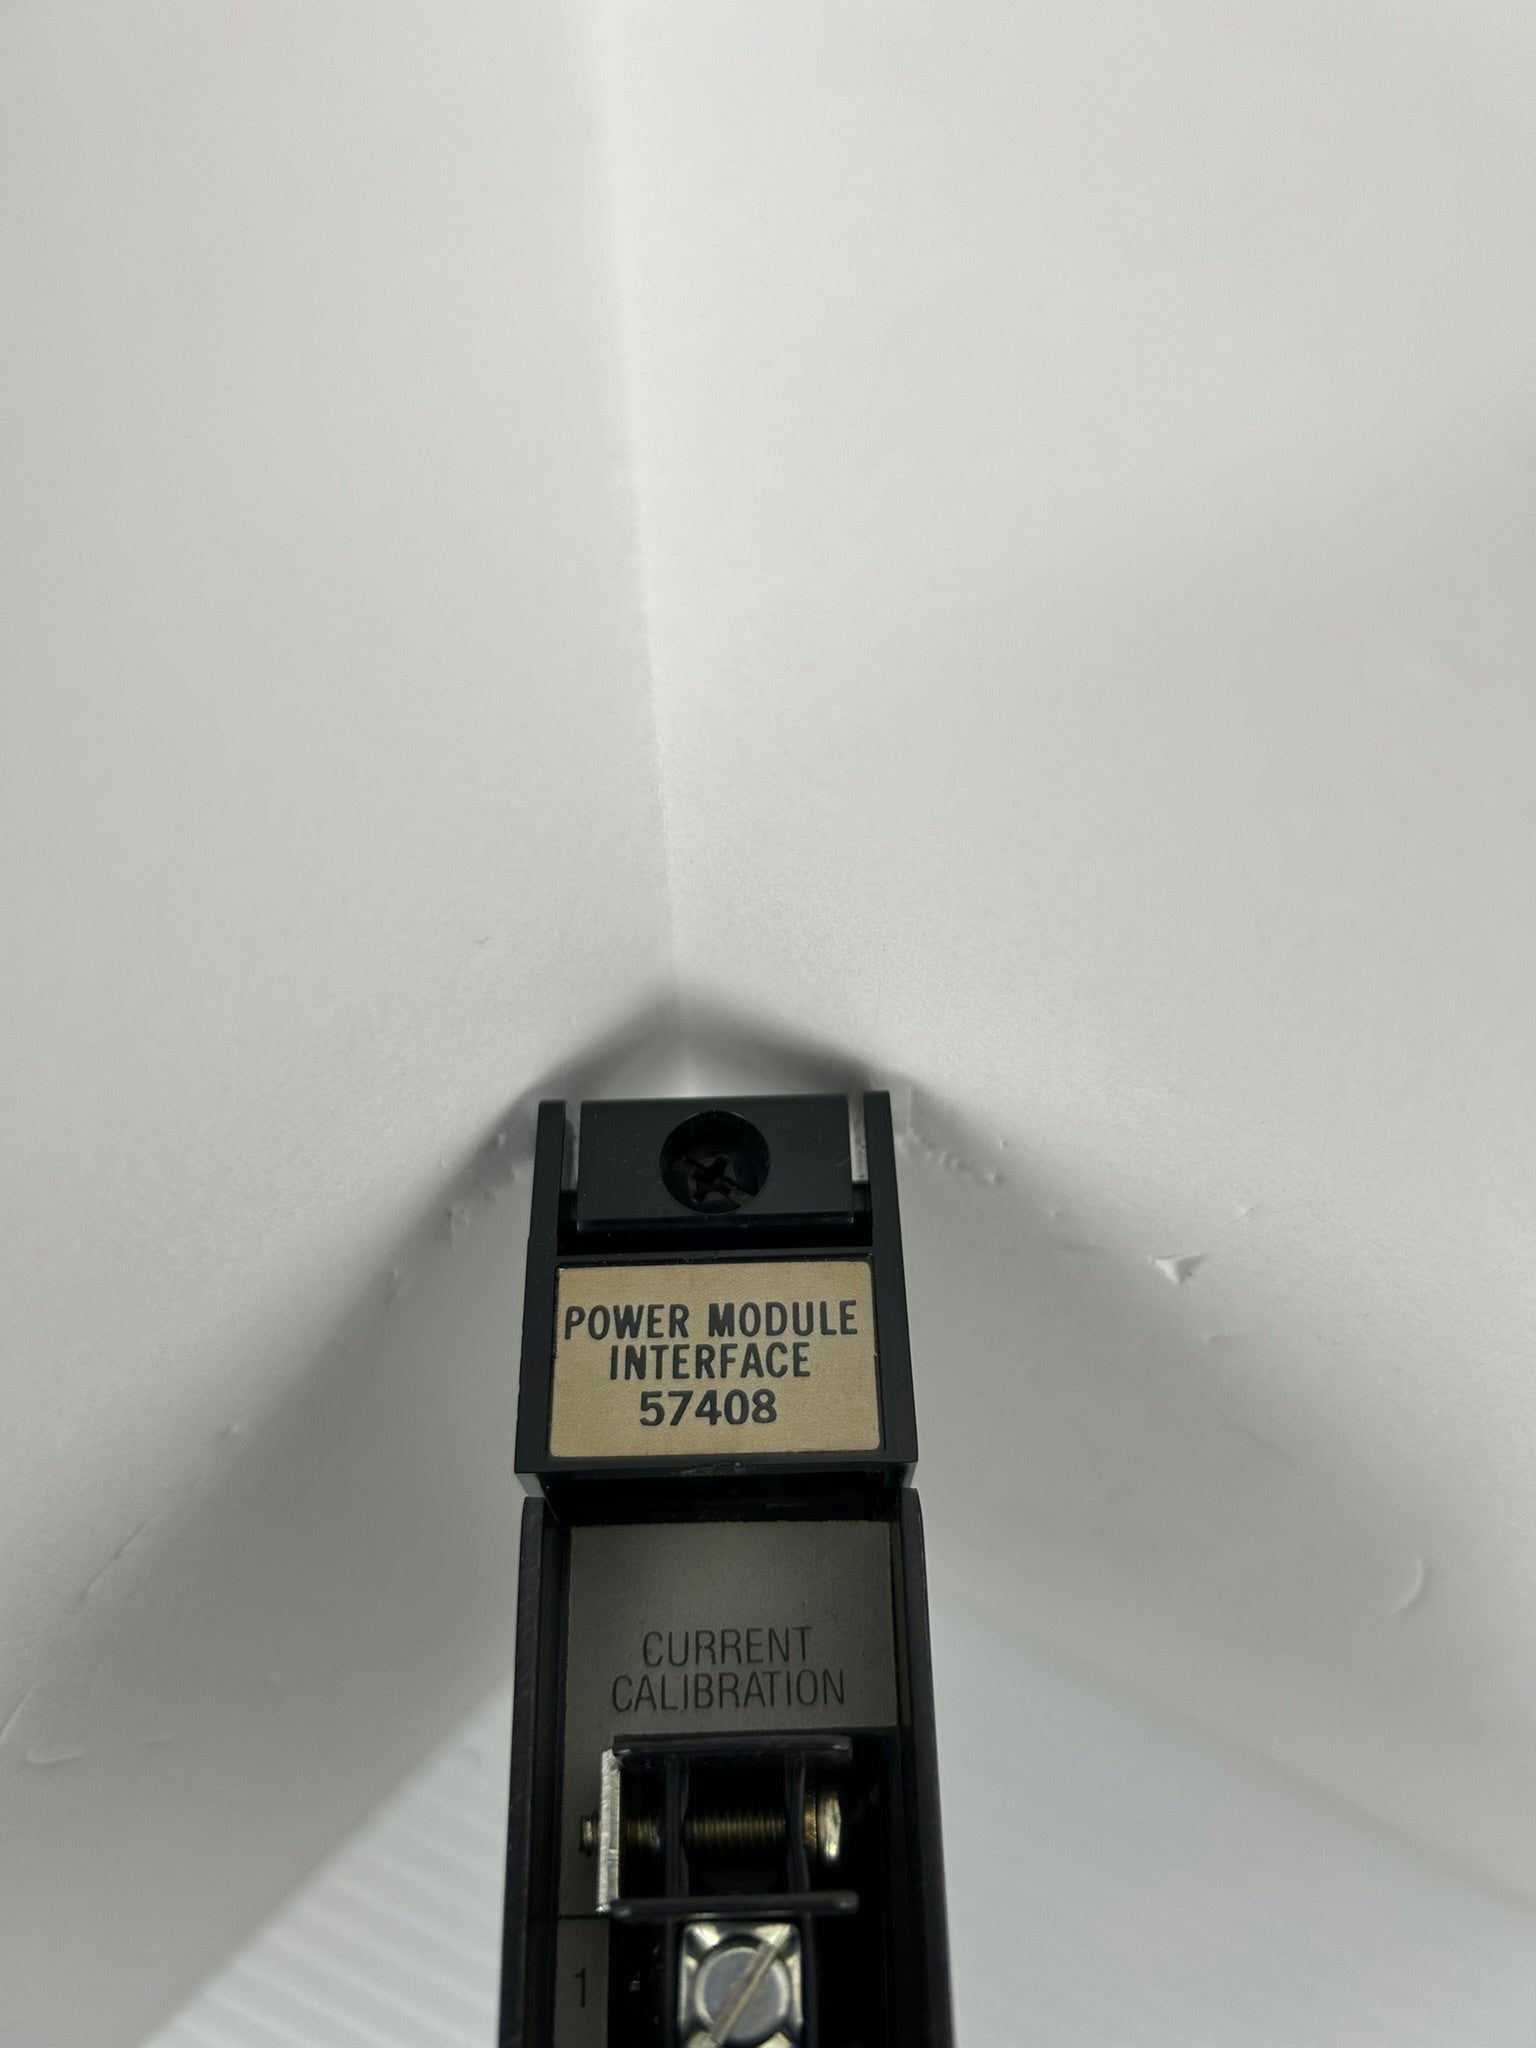 POWER MODULE
INTERFACE
57408
CURRENT
CALIBRATION
1